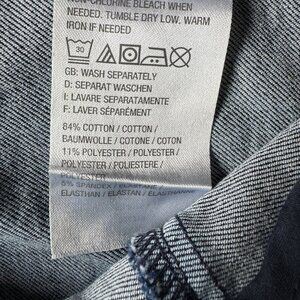 NON-CHLORINE BLEACH WHEN
NEEDED. TUMBLE DRY LOW. WARM
IRON IF NEEDED
30
GB: WASH SEPARATELY
D: SEPARAT WASCHEN
I: LAVARE SEPARATAMENTE
F: LAVER SÉPARÉMENT
84% COTTON / COTTON /
BAUMWOLLE / COTONE / COTON
11% POLYESTER / POLYESTER /
POLYESTER / POLIESTERE /
POLYESTER
5% SPANDEX / ELASTANE /
ELASTHAN / ELASTAN / ELASTHANNE